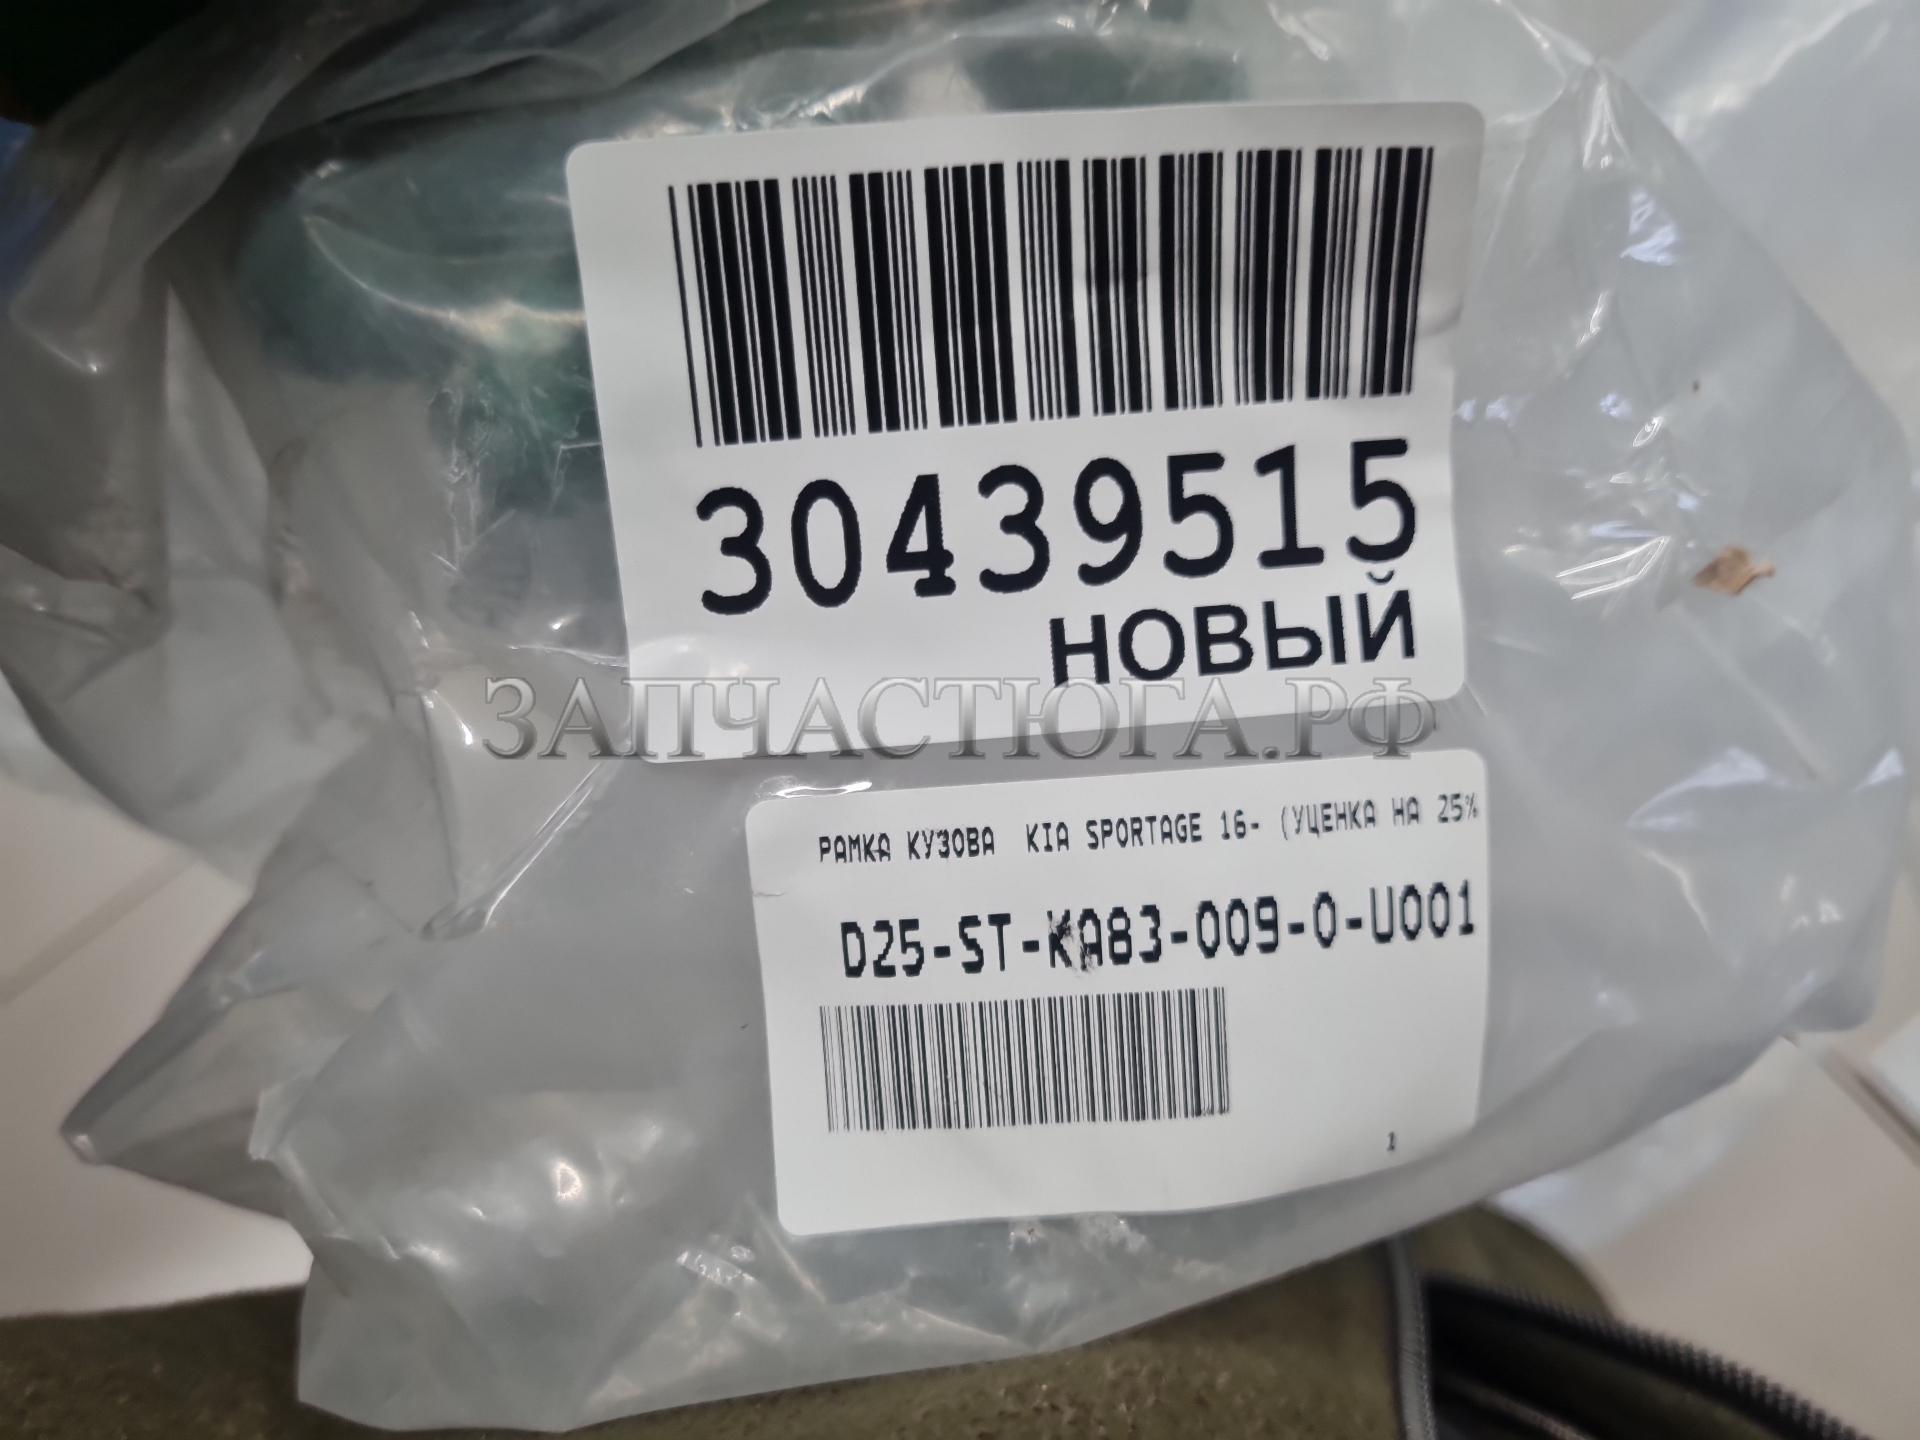 30439515
новый
ЗАПЧАСТЮГА.РФ
РАМКА КУЗОВА KIA SPORTAGE 16- (УЦЕНКА НА 25%
D25-ST-KA83-009-0-U001
1